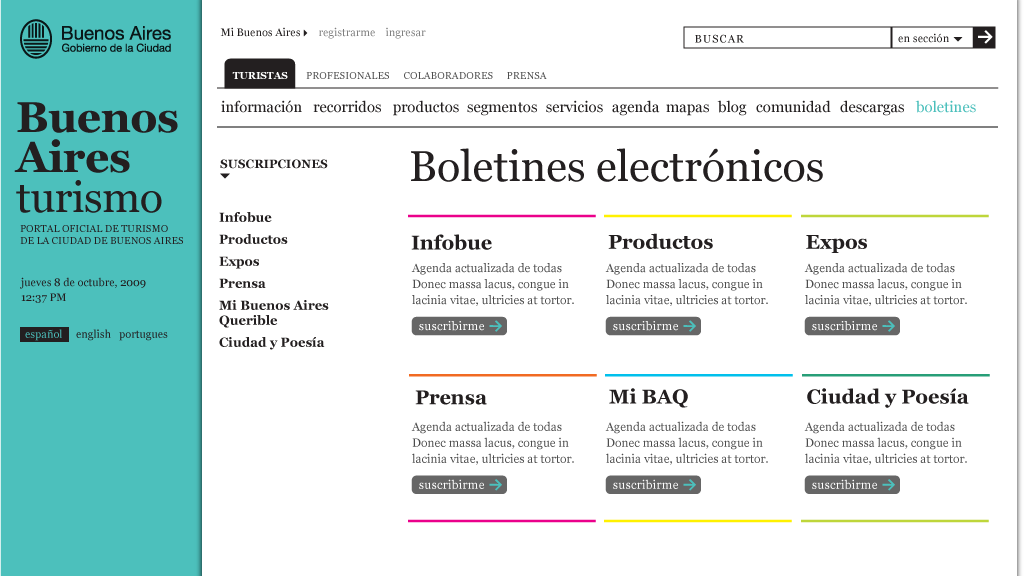 Buenos Aires
Gobierno de la Ciudad
Buenos
Aires
turismo
PORTAL OFICIAL DE TURISMO
DE LA CIUDAD DE BUENOS AIRES
jueves 8 de octubre, 2009
12:37 PM
español english portugues
Mi Buenos Aires registrarme ingresar
BUSCAR en sección
TURISTAS PROFESIONALES COLABORADORES PRENSA
información recorridos productos segmentos servicios agenda mapas blog comunidad descargas boletines
SUSCRIPCIONES
Infobue
Productos
Expos
Prensa
Mi Buenos Aires
Querible
Ciudad y Poesía
Boletines electrónicos
Infobue
Agenda actualizada de todas
Donec massa lacus, congue in
lacinia vitae, ultricies at tortor.
suscribirme
Productos
Agenda actualizada de todas
Donec massa lacus, congue in
lacinia vitae, ultricies at tortor.
suscribirme
Expos
Agenda actualizada de todas
Donec massa lacus, congue in
lacinia vitae, ultricies at tortor.
suscribirme
Prensa
Agenda actualizada de todas
Donec massa lacus, congue in
lacinia vitae, ultricies at tortor.
suscribirme
Mi BAQ
Agenda actualizada de todas
Donec massa lacus, congue in
lacinia vitae, ultricies at tortor.
suscribirme
Ciudad y Poesía
Agenda actualizada de todas
Donec massa lacus, congue in
lacinia vitae, ultricies at tortor.
suscribirme